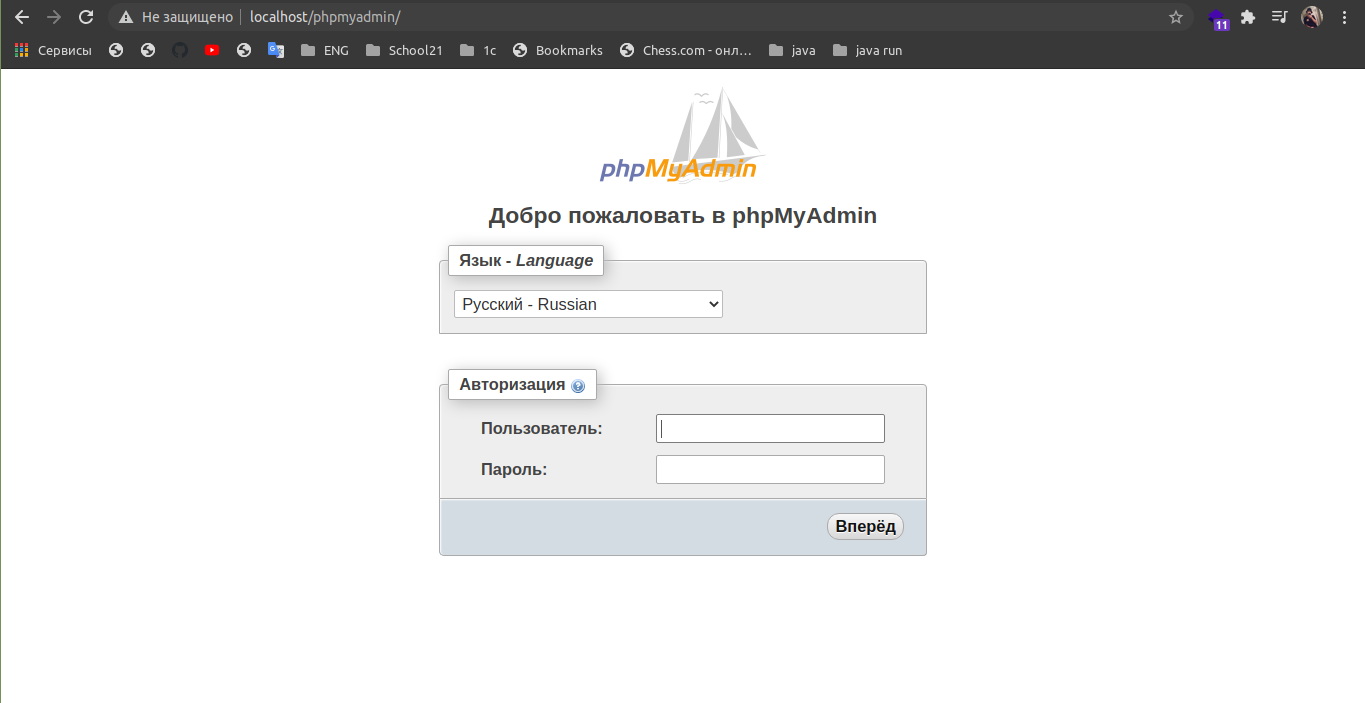 Не защищено localhost/phpmyadmin/
11
Сервисы ENG School21 1c Bookmarks Chess.com - онл... java java run
phpMyAdmin
Добро пожаловать в phpMyAdmin
Язык - Language
Русский - Russian
Авторизация
Пользователь:
Пароль:
Вперёд